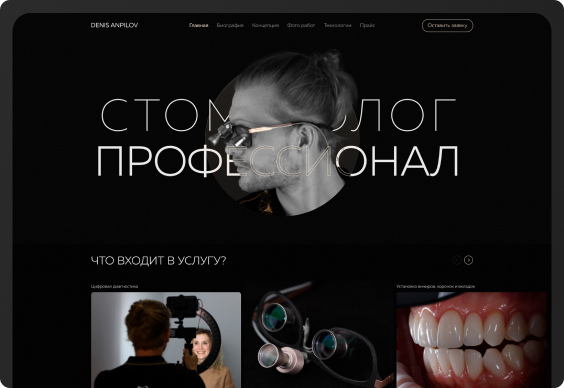 DENIS ANPILOV
Главная Биография Концепция Фото работ Технологии Прайс
Оставить заявку
СТОМ ОЛОГ
ПРОФЕССИОНАЛ
ЧТО ВХОДИТ В УСЛУГУ?
Цифровая диагностика
Установка виниров, коронок и вкладок